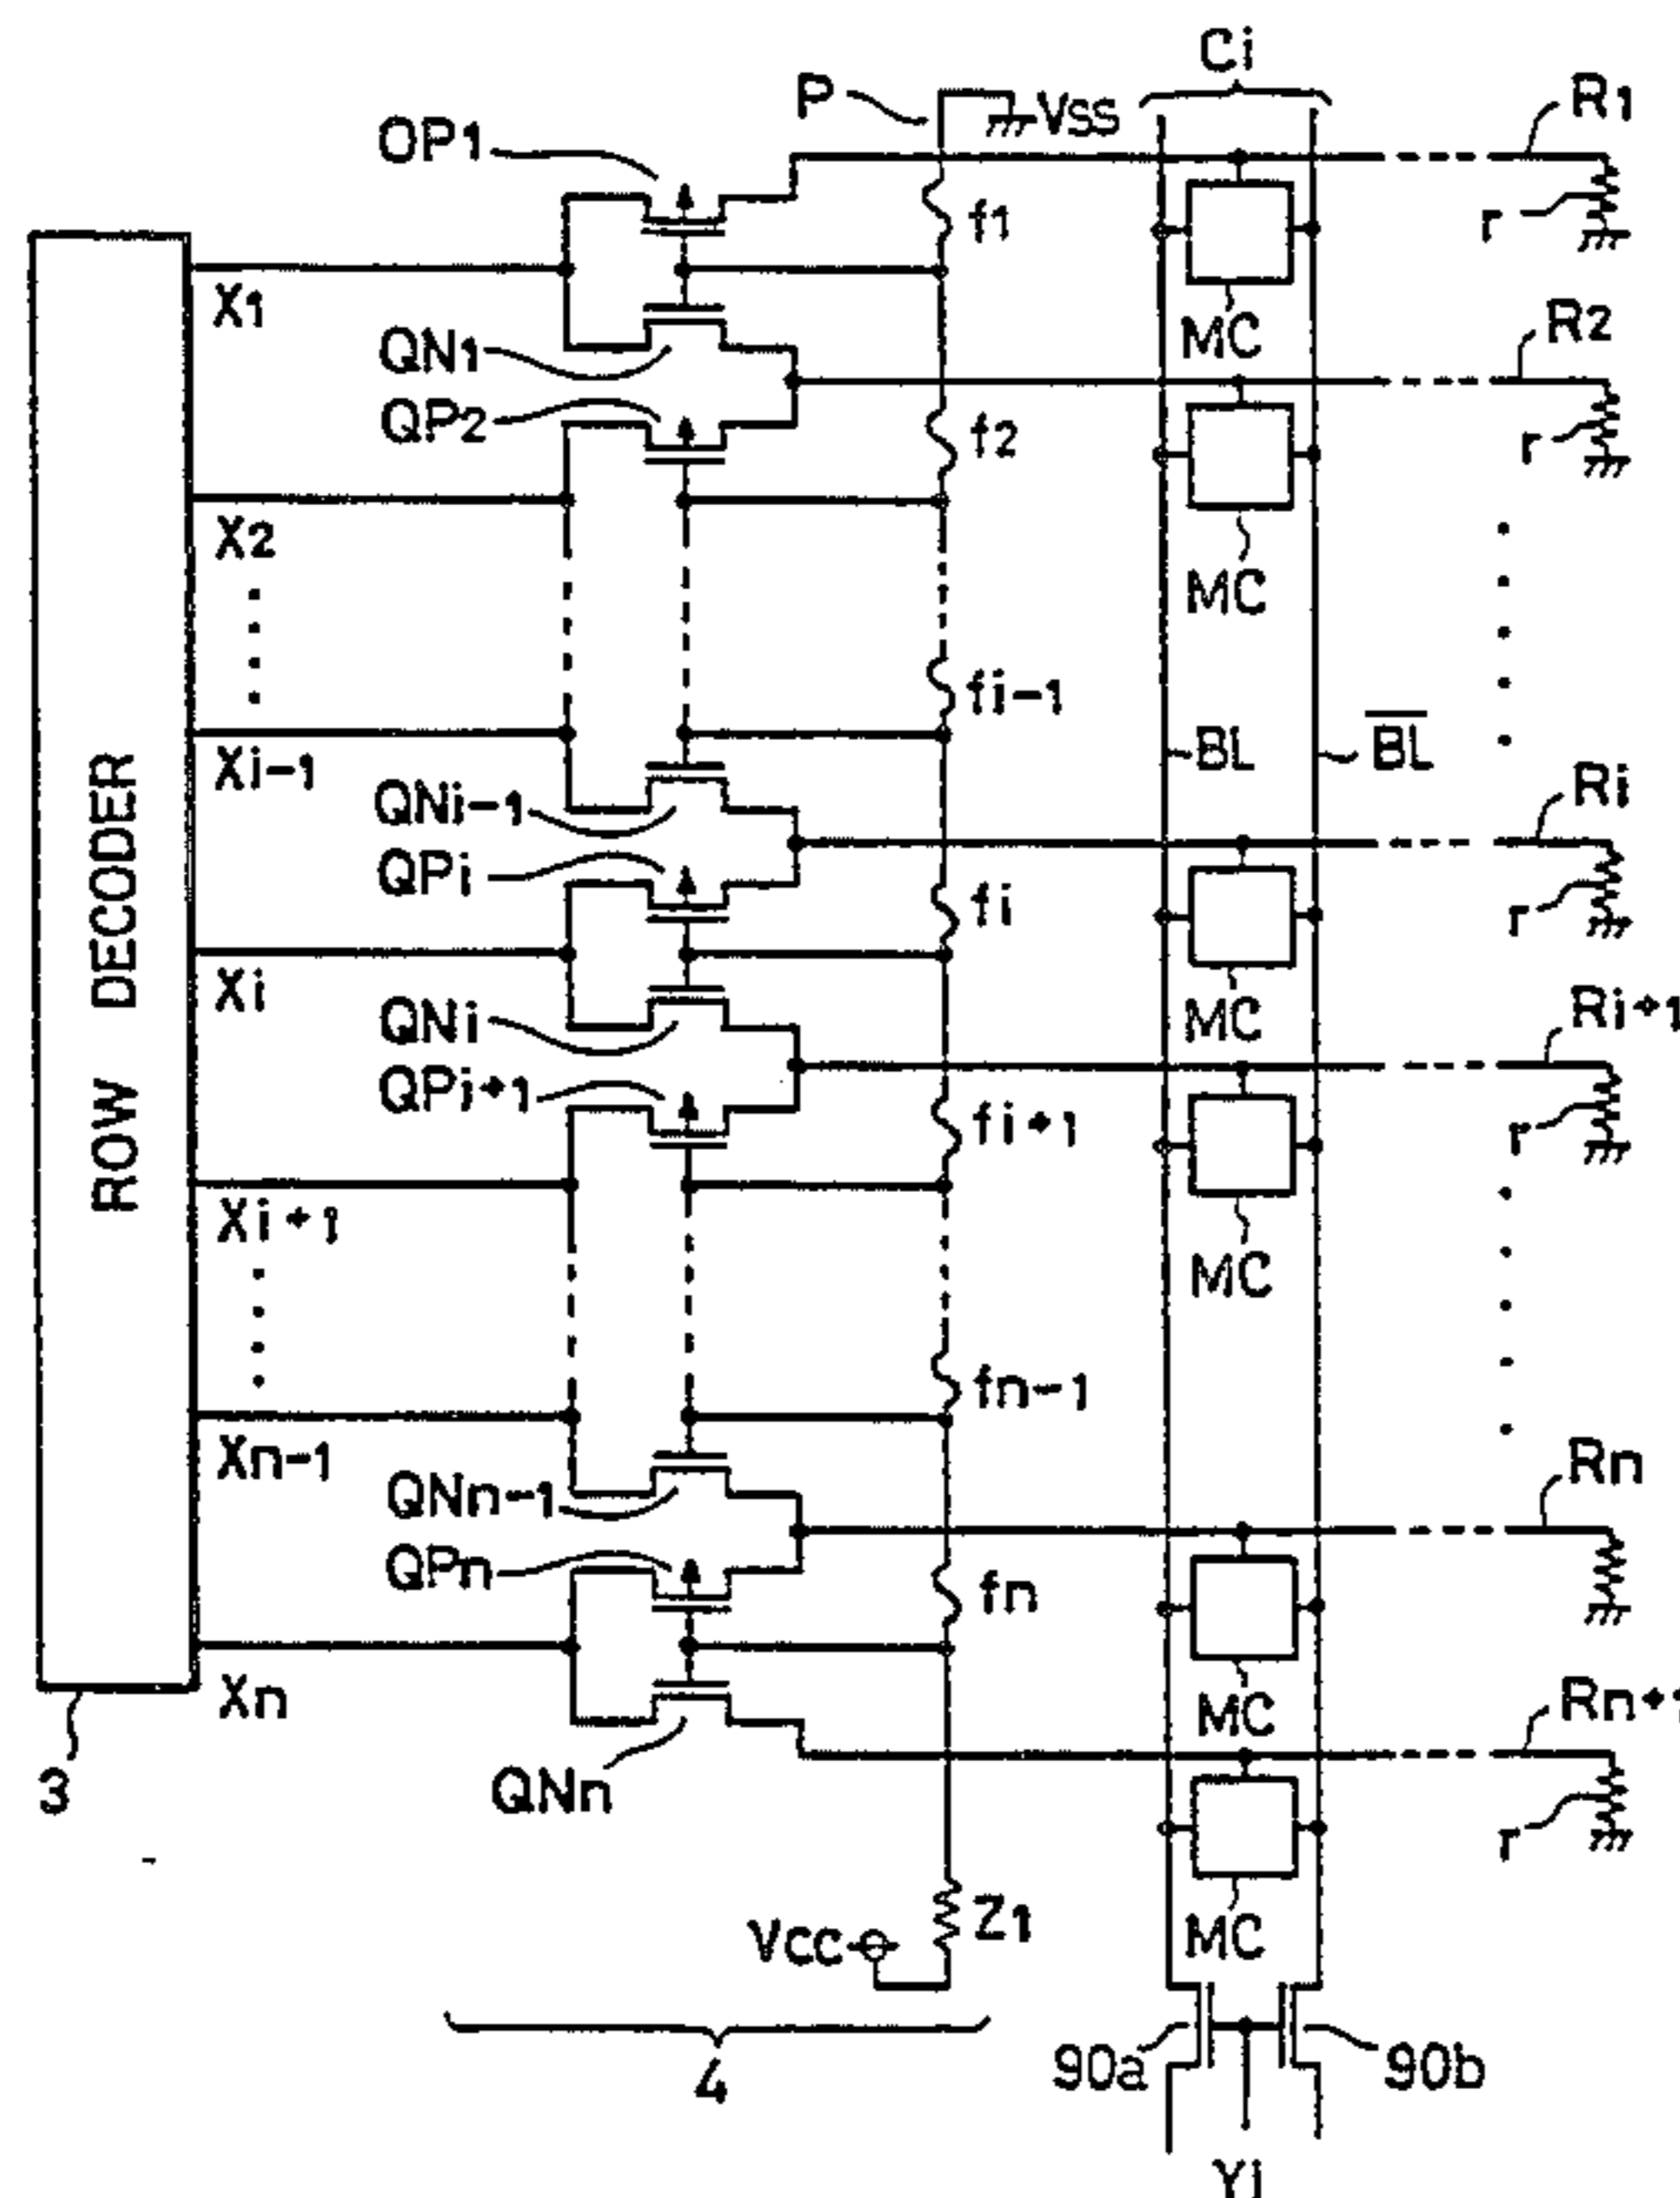 Ci
P
VSS
R1
OP1
f1
r
X1
MC
R2
QN1
QP2
f2
r
X2
MC
fi-1
BL
B̅L̅
Xi-1
Ri
QNi-1
QPi
fi
r
Xi
MC
Ri+1
QNi
QPi+1
fi+1
r
Xi+1
MC
ROW DECODER
fn-1
Xn-1
Rn
QNn-1
QPn
fn
Xn
MC
Rn+1
3
QNn
r
Z1
VCC
MC
90a
90b
4
Yi